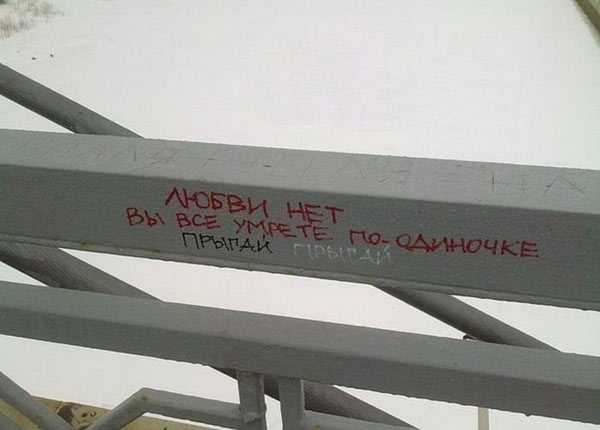 ЛЮБВИ НЕТ
ВЫ ВСЕ УМРЕТЕ ПО-ОДИНОЧКЕ
ПРЫГАЙ ПРЫГАЙ